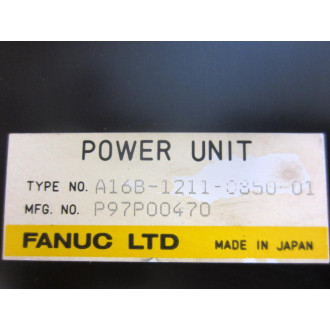 POWER UNIT
TYPE NO. A16B-1211-0850-01
MFG. NO. P97P00470
FANUC LTD MADE IN JAPAN